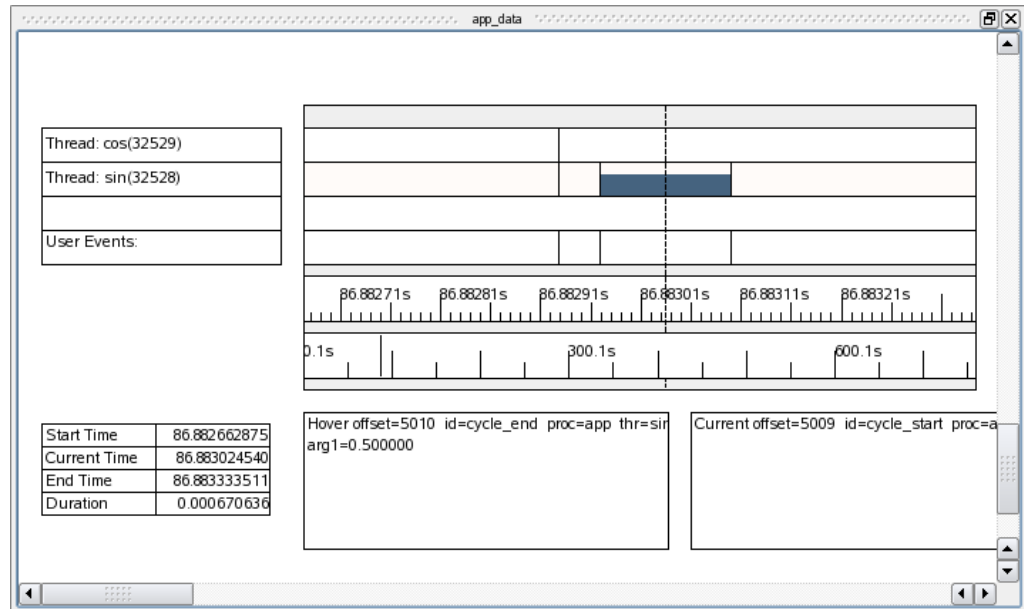 app_data
Thread: cos(32529)
Thread: sin(32528)
User Events:
86.88271s 86.88281s 86.88291s 86.88301s 86.88311s 86.88321s
0.1s 300.1s 600.1s
Start Time 86.882662875
Current Time 86.883024540
End Time 86.883333511
Duration 0.000670636
Hover offset=5010 id=cycle_end proc=app thr=sin
arg1=0.500000
Current offset=5009 id=cycle_start proc=a